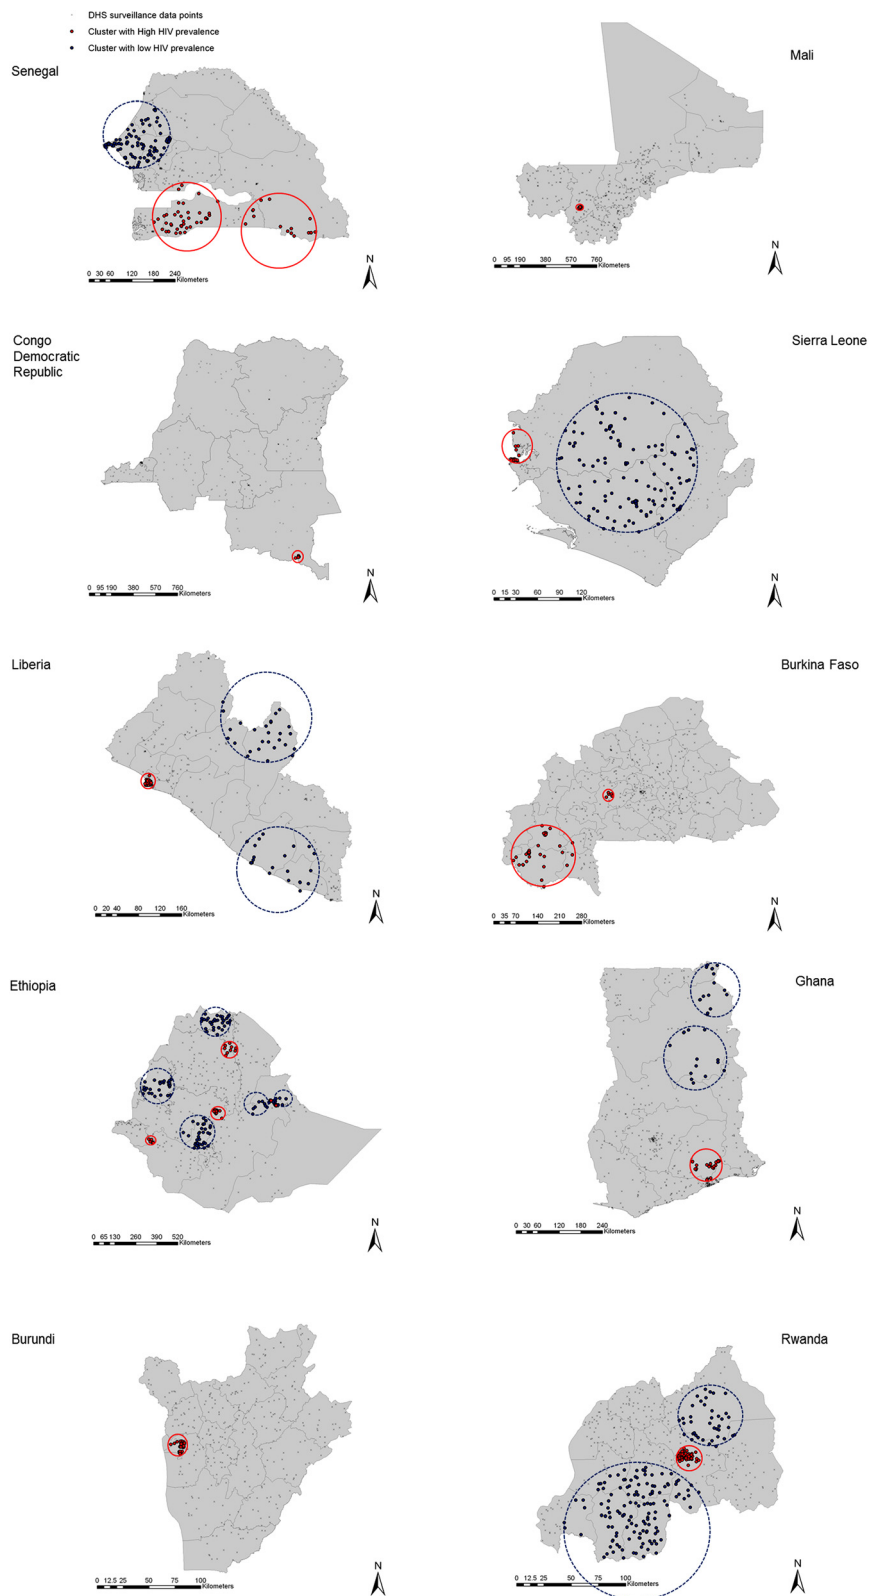 DHS surveillance data points
Cluster with High HIV prevalence
Cluster with low HIV prevalence
Senegal
Mali
N
0 30 60 120 180 240
Kilometers
N
0 95 190 380 570 760
Kilometers
Congo
Democratic
Republic
Sierra Leone
N
0 95 190 380 570 760
Kilometers
N
0 15 30 60 90 120
Kilometers
Liberia
Burkina Faso
N
0 20 40 80 120 160
Kilometers
N
0 35 70 140 210 280
Kilometers
Ethiopia
Ghana
N
0 65 130 260 390 520
Kilometers
N
0 30 60 120 180 240
Kilometers
Burundi
Rwanda
N
0 12.5 25 50 75 100
Kilometers
N
0 12.5 25 50 75 100
Kilometers